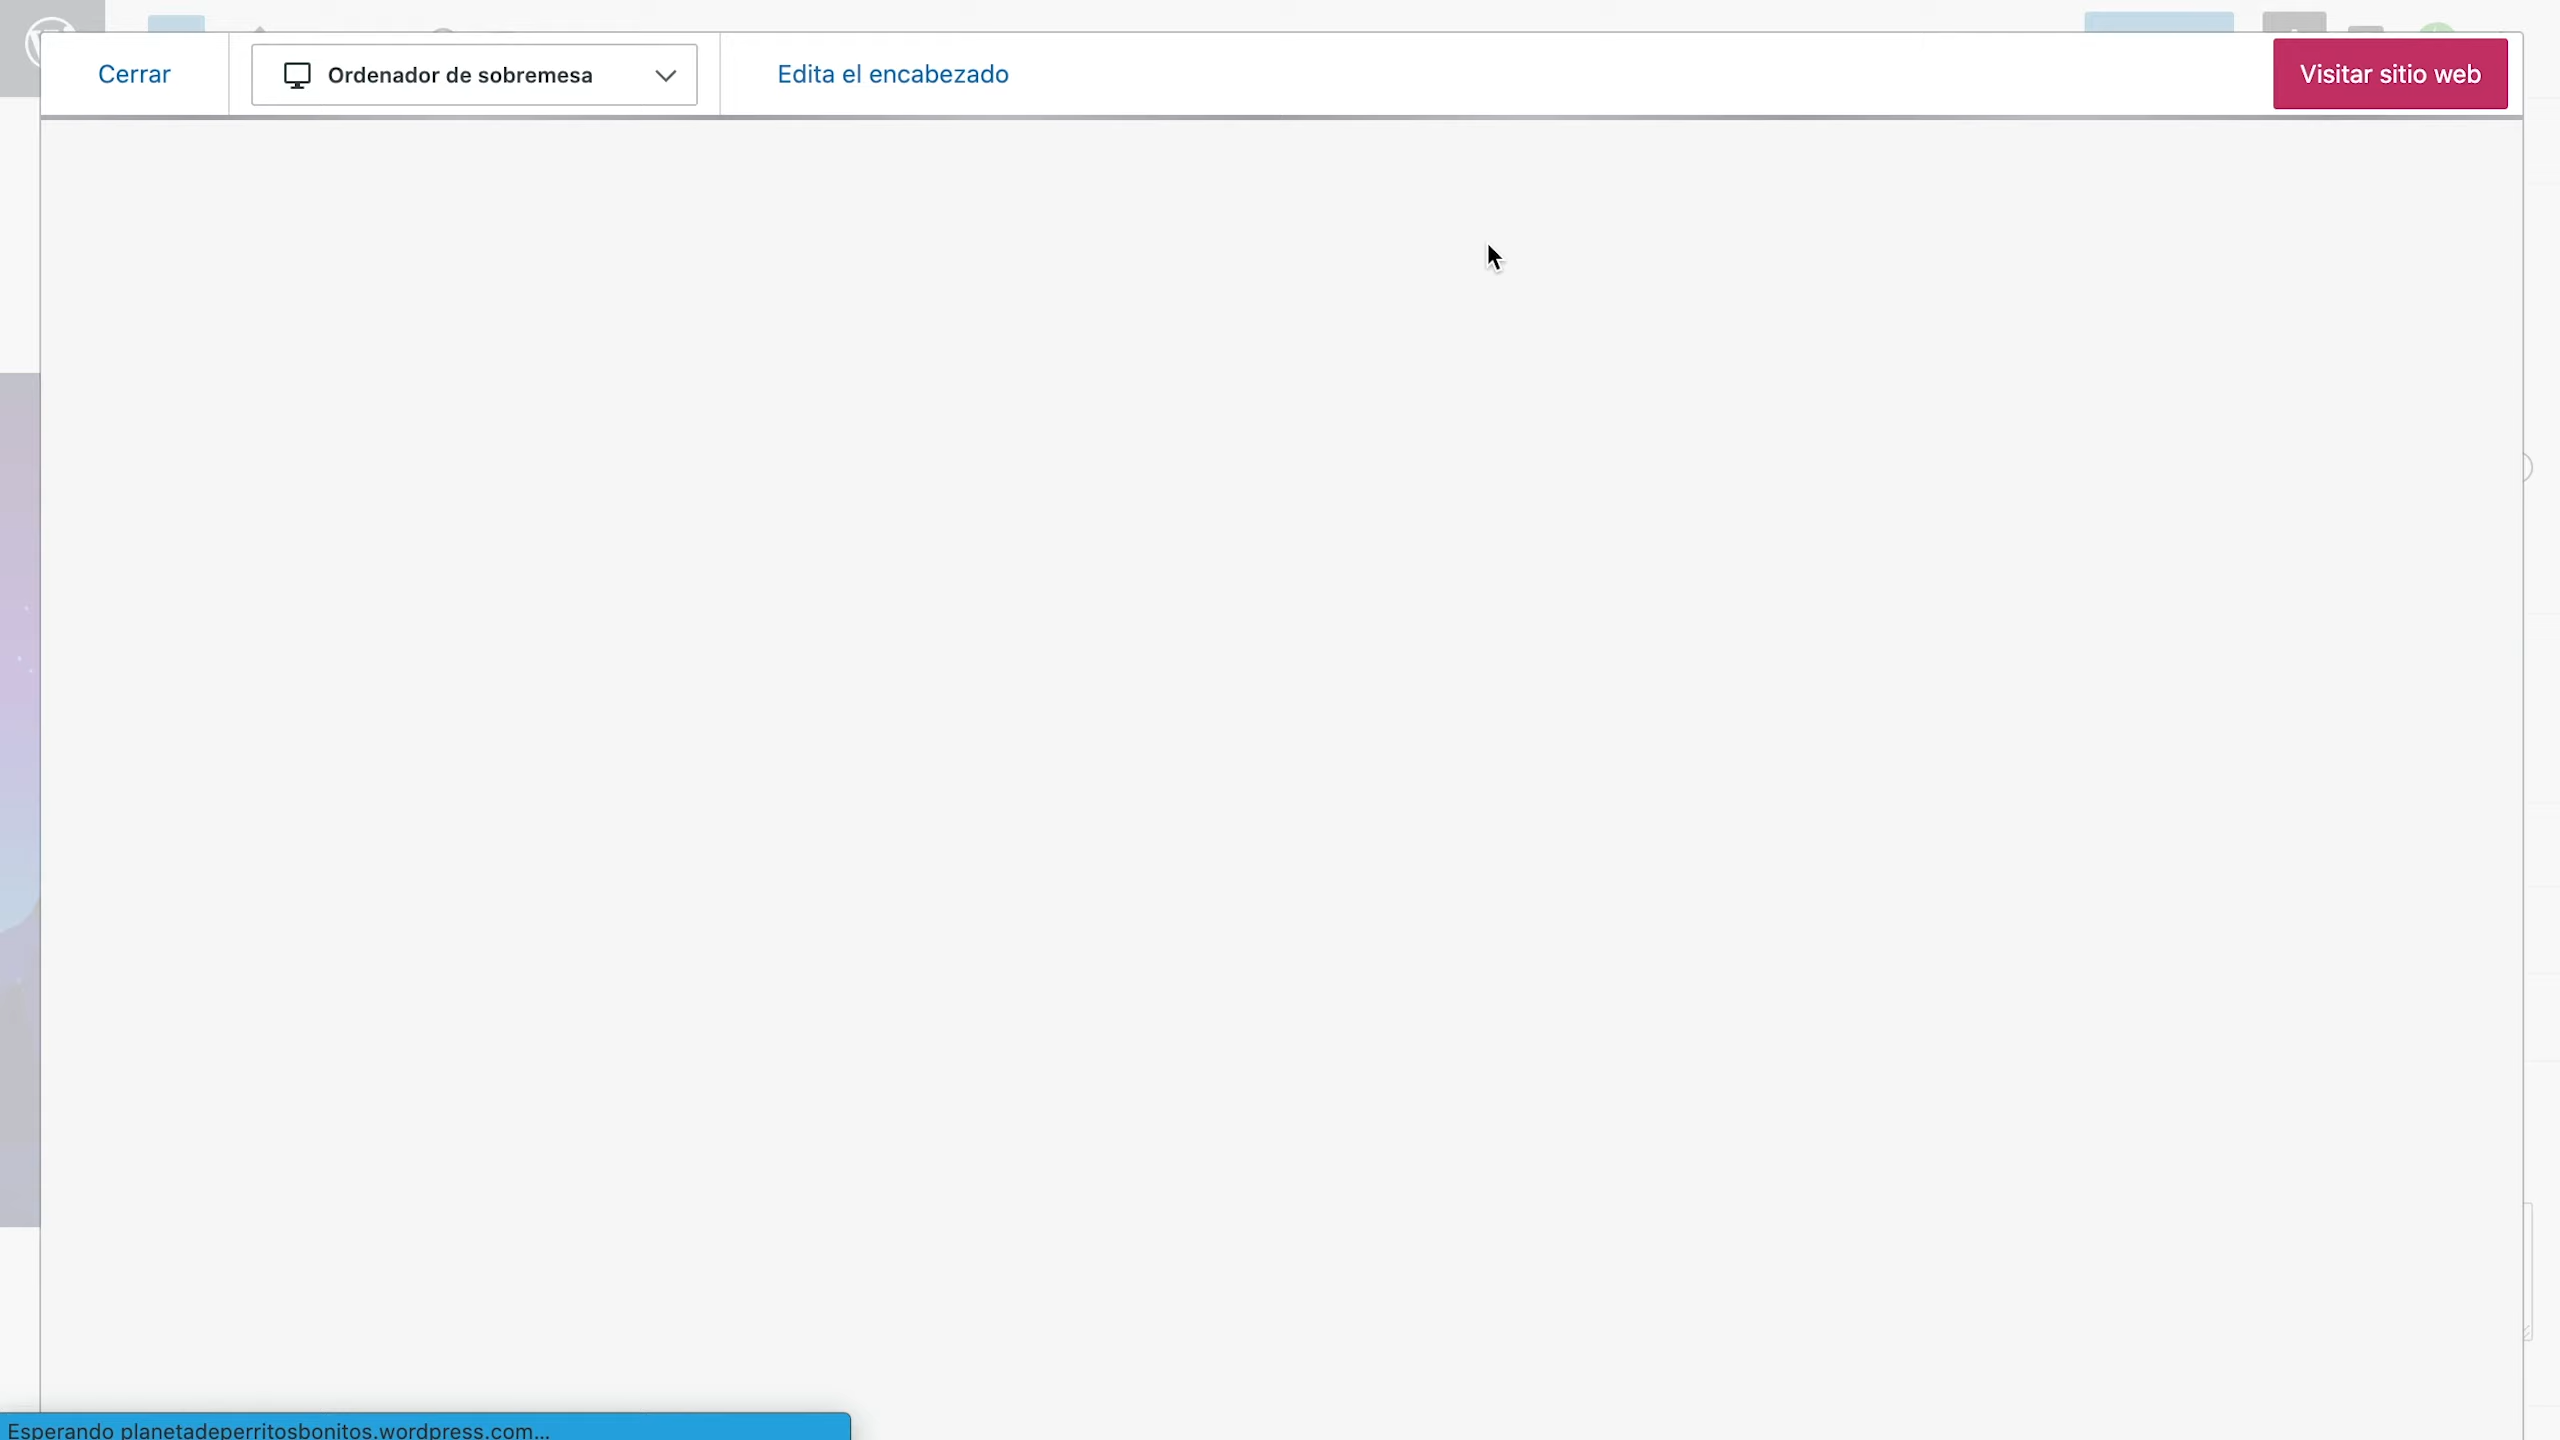 Cerrar
Ordenador de sobremesa
Edita el encabezado
Visitar sitio web
Esperando planetadeperritosbonitos.wordpress.com...